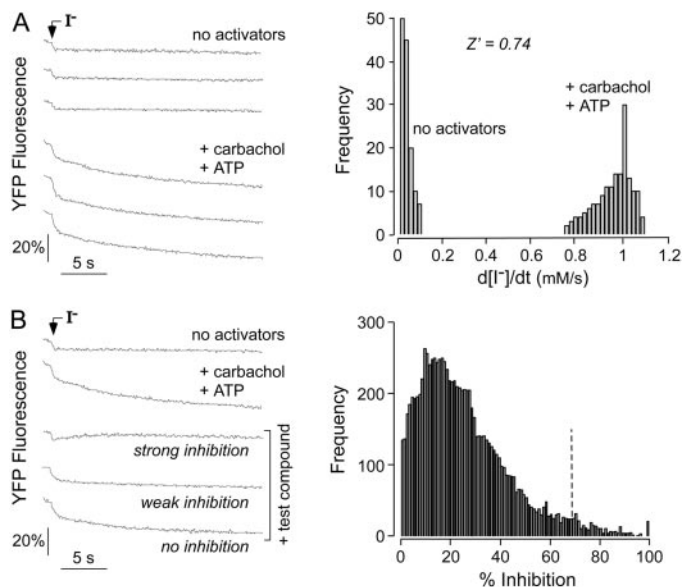 A
I⁻
no activators
+ carbachol
+ ATP
YFP Fluorescence
20%
5 s
50
40
30
20
10
0
Frequency
Z' = 0.74
no activators
+ carbachol
+ ATP
0 0.2 0.4 0.6 0.8 1 1.2
d[I⁻]/dt (mM/s)
B
I⁻
no activators
+ carbachol
+ ATP
strong inhibition
weak inhibition
no inhibition
+ test compound
YFP Fluorescence
20%
5 s
300
200
100
0
Frequency
0 20 40 60 80 100
% Inhibition